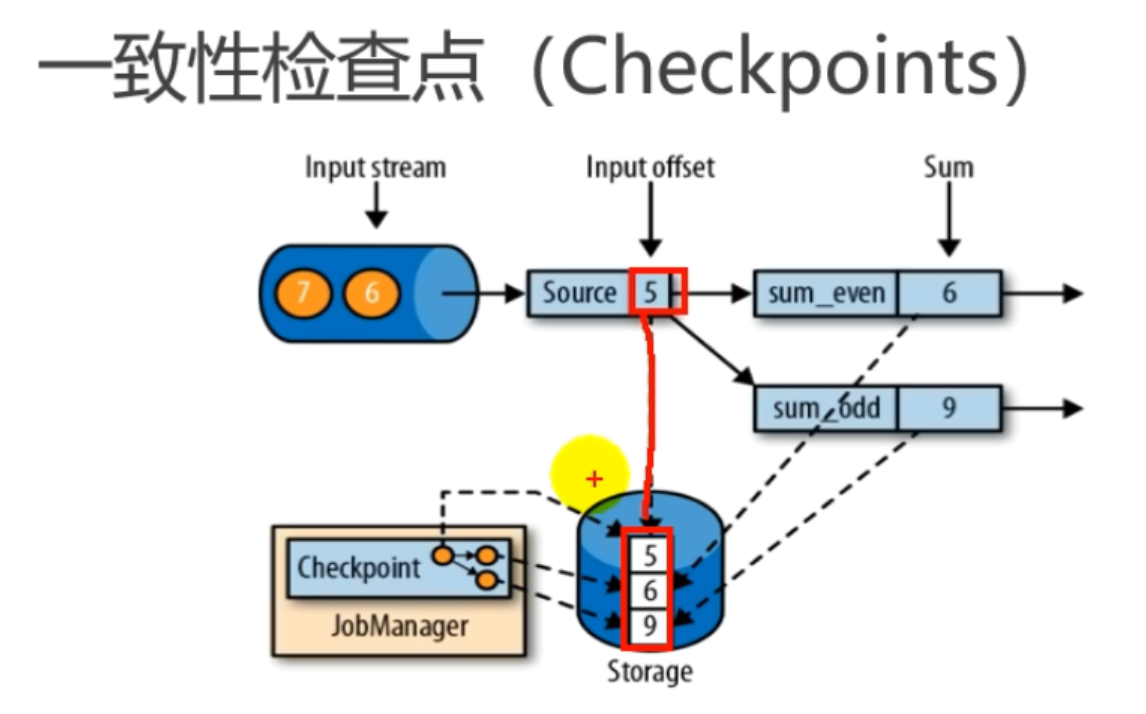 一致性检查点（Checkpoints）
Input stream
Input offset
Sum
7 6
Source 5
sum_even 6
sum_odd 9
Checkpoint
JobManager
5
6
9
Storage